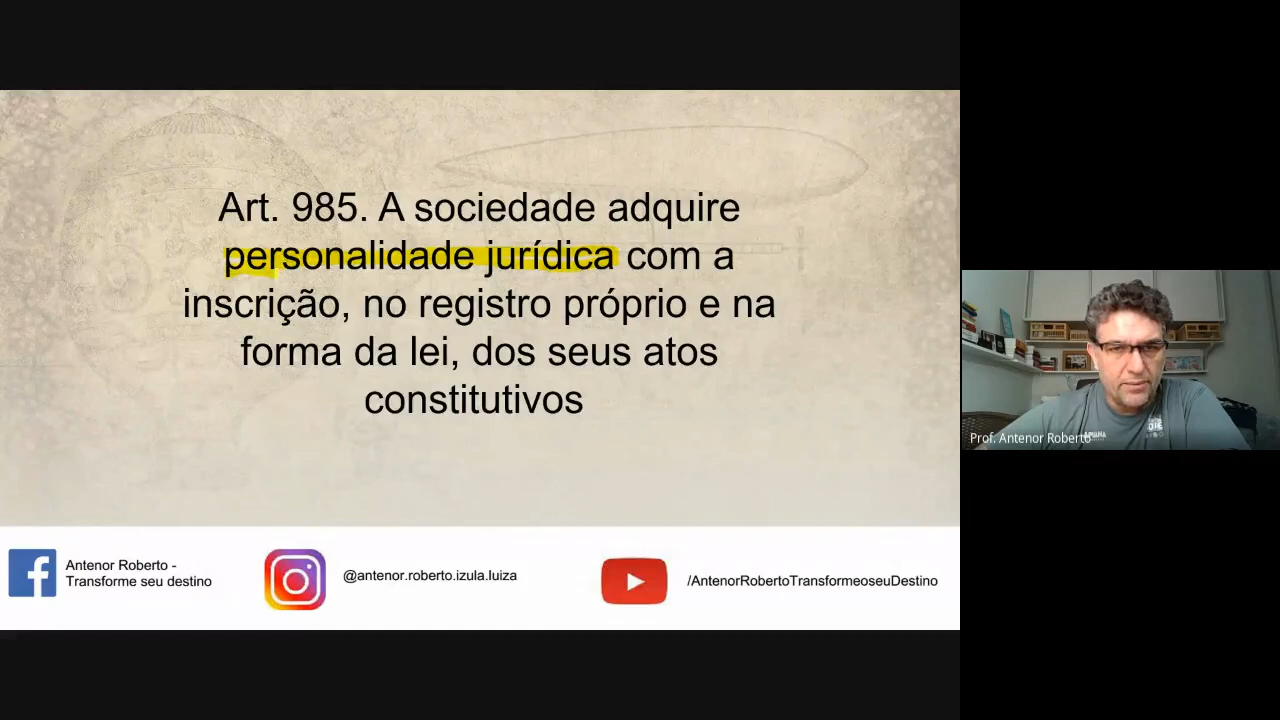 Art. 985. A sociedade adquire
personalidade jurídica com a
inscrição, no registro próprio e na
forma da lei, dos seus atos
constitutivos
Antenor Roberto -
Transforme seu destino
@antenor.roberto.izula.luiza
/AntenorRobertoTransformeoseuDestino
Prof. Antenor Roberto